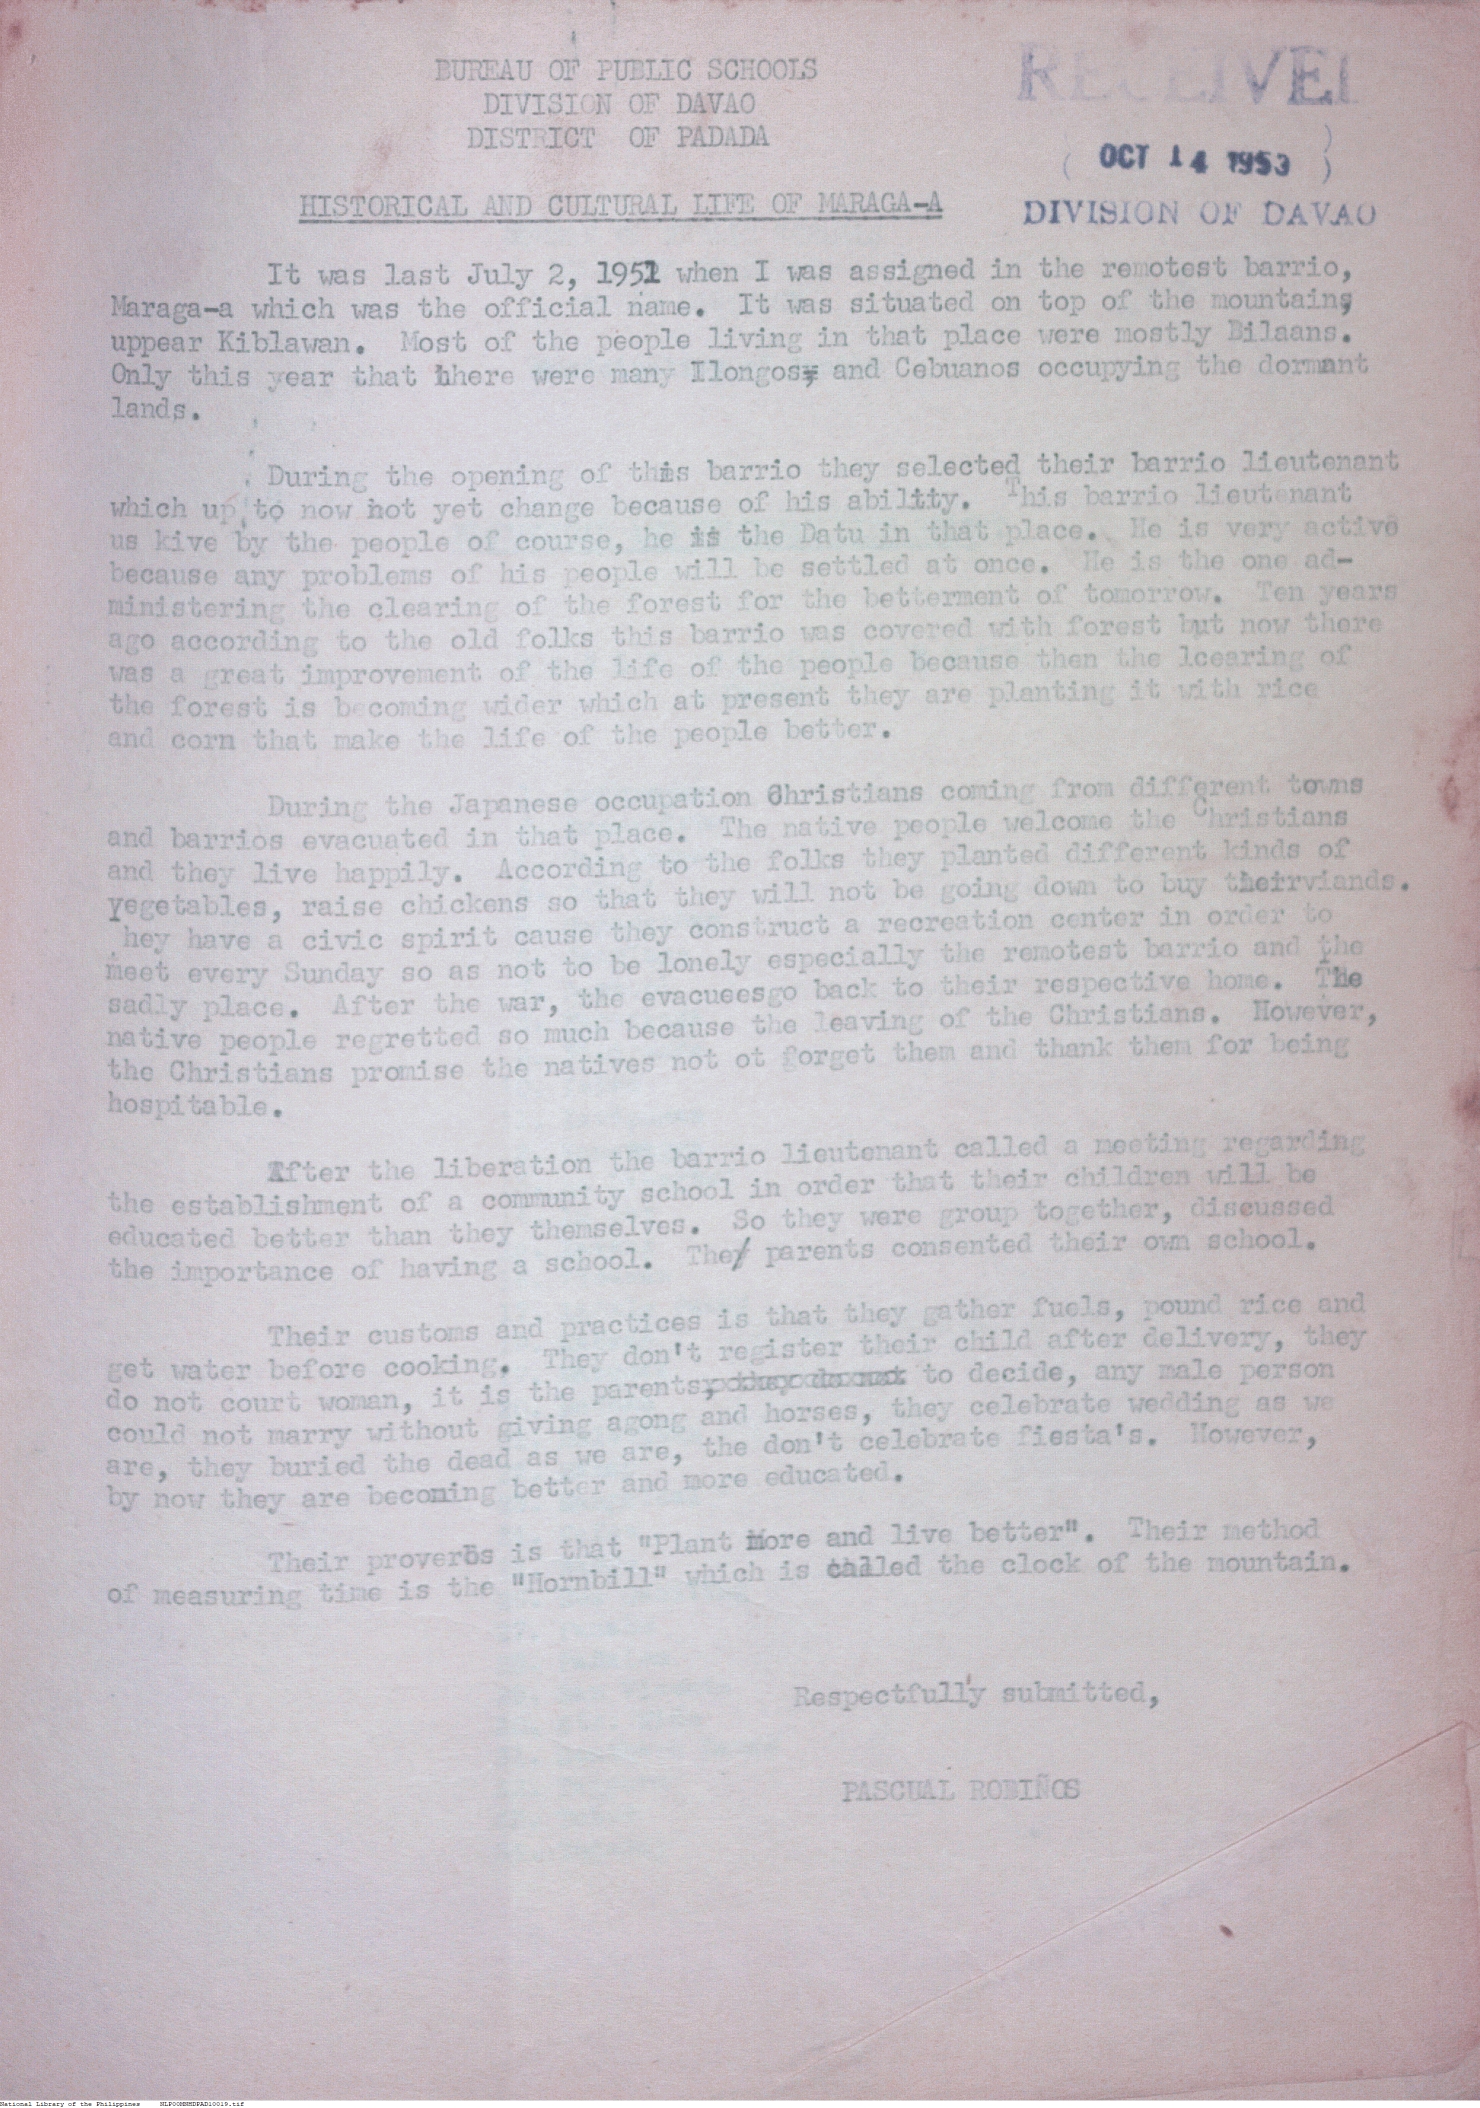 BUREAU OF PUBLIC SCHOOLS
DIVISION OF DAVAO
DISTRICT OF PADADA
RECEIVED
( OCT 14 1953 )
DIVISION OF DAVAO
HISTORICAL AND CULTURAL LIFE OF MARAGA-A
It was last July 2, 1951 when I was assigned in the remotest barrio,
Maraga-a which was the official name. It was situated on top of the mountain,
uppear Kiblawan. Most of the people living in that place were mostly Bilaans.
Only this year that hhere were many Ilongos, and Cebuanos occupying the dormant
lands.
During the opening of this barrio they selected their barrio lieutenant
which up to now not yet change because of his ability. This barrio lieutenant
us kive by the people of course, he is the Datu in that place. He is very active
because any problems of his people will be settled at once. He is the one ad-
ministering the clearing of the forest for the betterment of tomorrow. Ten years
ago according to the old folks this barrio was covered with forest but now there
was a great improvement of the life of the people because then the lcearing of
the forest is becoming wider which at present they are planting it with rice
and corn that make the life of the people better.
During the Japanese occupation Christians coming from different towns
and barrios evacuated in that place. The native people welcome the Christians
and they live happily. According to the folks they planted different kinds of
vegetables, raise chickens so that they will not be going down to buy theirviands.
hey have a civic spirit cause they construct a recreation center in order to
meet every Sunday so as not to be lonely especially the remotest barrio and the
sadly place. After the war, the evacueesgo back to their respective home. The
native people regretted so much because the leaving of the Christians. However,
the Christians promise the natives not ot forget them and thank them for being
hospitable.
After the liberation the barrio lieutenant called a meeting regarding
the establishment of a community school in order that their children will be
educated better than they themselves. So they were group together, discussed
the importance of having a school. The parents consented their own school.
Their customs and practices is that they gather fuels, pound rice and
get water before cooking. They don't register their child after delivery, they
do not court woman, it is the parents, they do not to decide, any male person
could not marry without giving agong and horses, they celebrate wedding as we
are, they buried the dead as we are, the don't celebrate fiesta's. However,
by now they are becoming better and more educated.
Their proverbs is that "Plant More and live better". Their method
of measuring time is the "Hornbill" which is called the clock of the mountain.
Respectfully submitted,
PASCUAL ROBIÑOS
National Library of the Philippines NLPOOMNHDPAD10019.tif